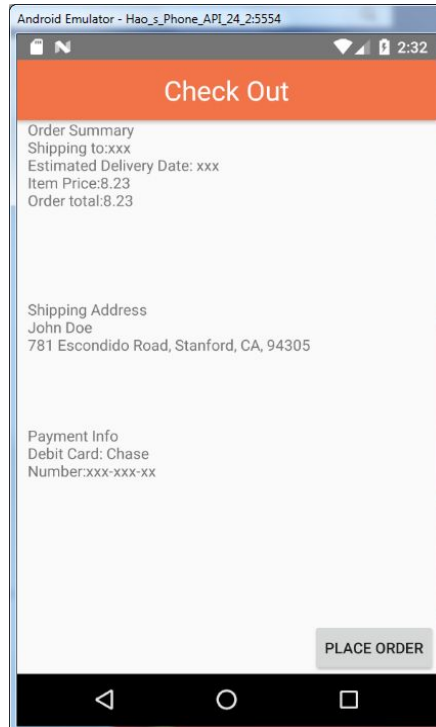 Android Emulator - Hao_s_Phone_API_24_2:5554
2:32
Check Out
Order Summary
Shipping to:xxx
Estimated Delivery Date: xxx
Item Price:8.23
Order total:8.23
Shipping Address
John Doe
781 Escondido Road, Stanford, CA, 94305
Payment Info
Debit Card: Chase
Number:xxx-xxx-xx
PLACE ORDER